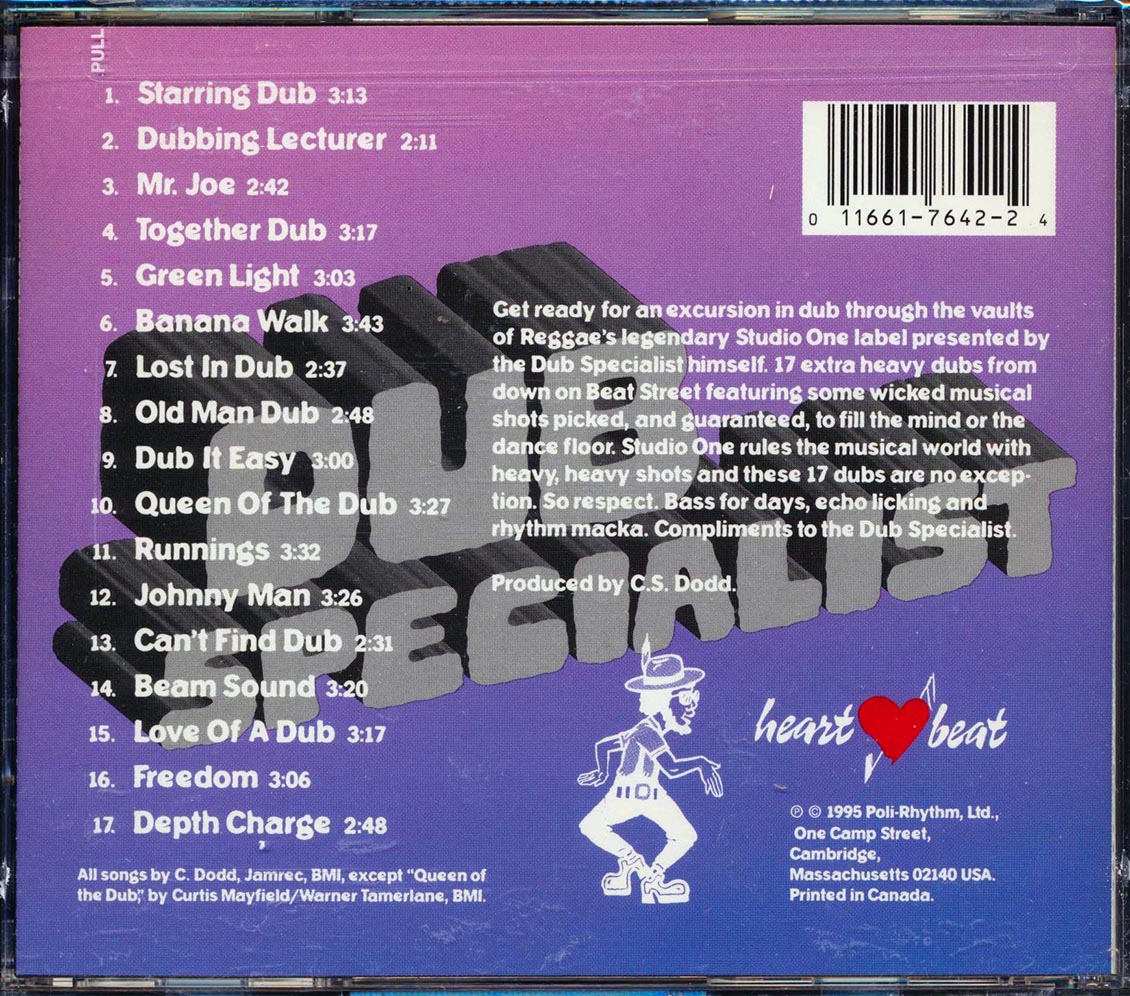 PULL
1. Starring Dub 3:13
2. Dubbing Lecturer 2:11
3. Mr. Joe 2:42
4. Together Dub 3:17
5. Green Light 3:03
6. Banana Walk 3:43
7. Lost In Dub 2:37
8. Old Man Dub 2:48
9. Dub It Easy 3:00
10. Queen Of The Dub 3:27
11. Runnings 3:32
12. Johnny Man 3:26
13. Can't Find Dub 2:31
14. Beam Sound 3:20
15. Love Of A Dub 3:17
16. Freedom 3:06
17. Depth Charge 2:48
All songs by C. Dodd, Jamrec, BMI, except "Queen of
the Dub," by Curtis Mayfield/Warner Tamerlane, BMI.
DUB
SPECIALIST
0 11661-7642-2 4
Get ready for an excursion in dub through the vaults
of Reggae's legendary Studio One label presented by
the Dub Specialist himself. 17 extra heavy dubs from
down on Beat Street featuring some wicked musical
shots picked, and guaranteed, to fill the mind or the
dance floor. Studio One rules the musical world with
heavy, heavy shots and these 17 dubs are no excep-
tion. So respect. Bass for days, echo licking and
rhythm macka. Compliments to the Dub Specialist.
Produced by C.S. Dodd.
heart beat
℗ © 1995 Poli-Rhythm, Ltd.,
One Camp Street,
Cambridge,
Massachusetts 02140 USA.
Printed in Canada.